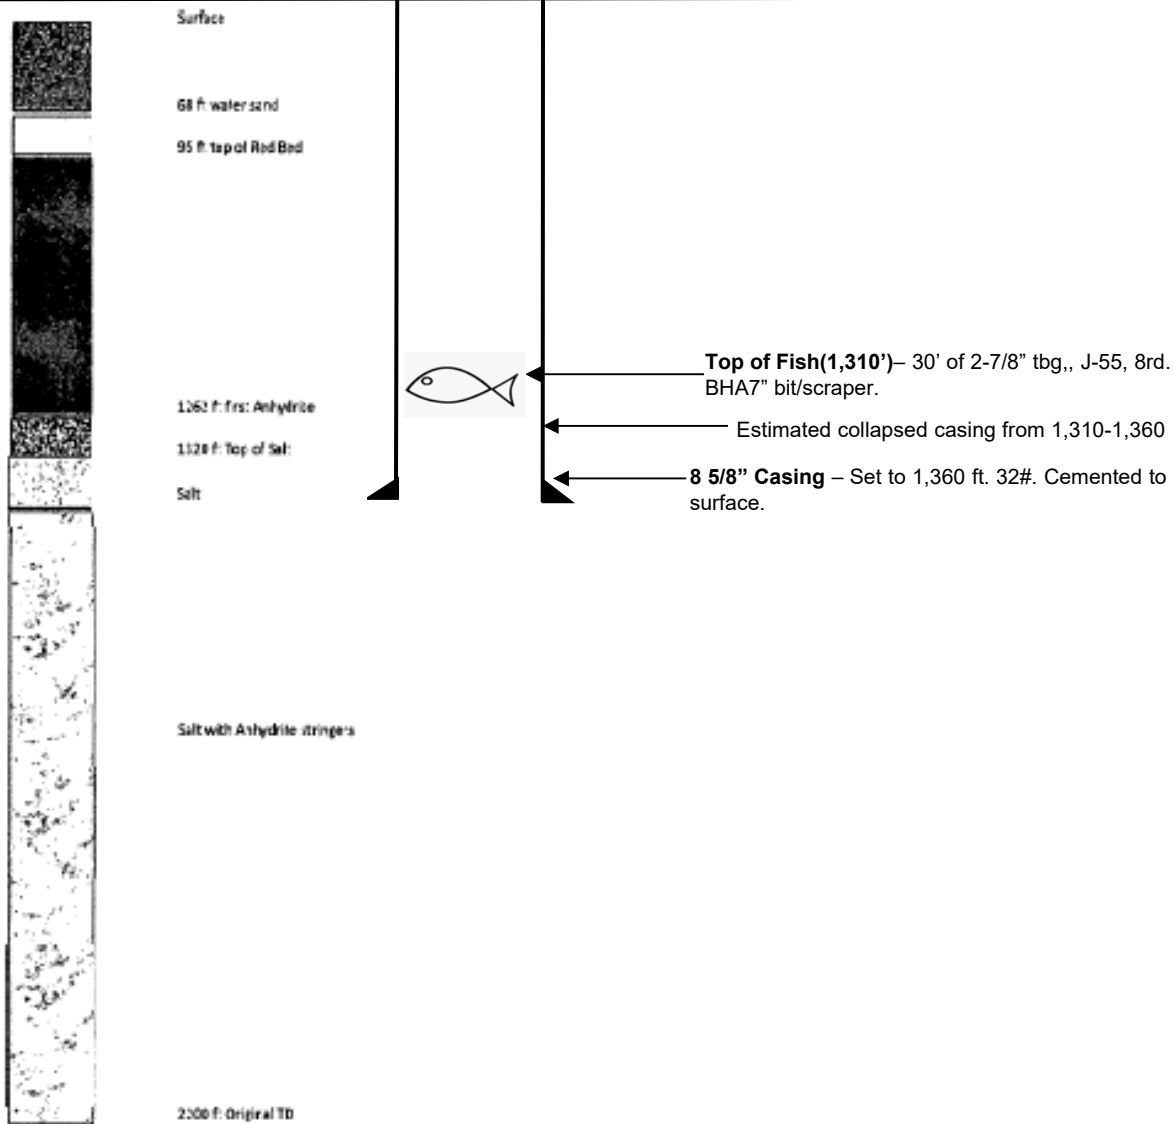 Surface
68 ft water sand
95 ft top of Red Bed
Top of Fish(1,310’)– 30’ of 2-7/8” tbg,, J-55, 8rd.
BHA7” bit/scraper.
1262 ft first Anhydrite
Estimated collapsed casing from 1,310-1,360
1320 ft Top of Salt
8 5/8” Casing – Set to 1,360 ft. 32#. Cemented to
surface.
Salt
Salt with Anhydrite stringers
ft Original TD